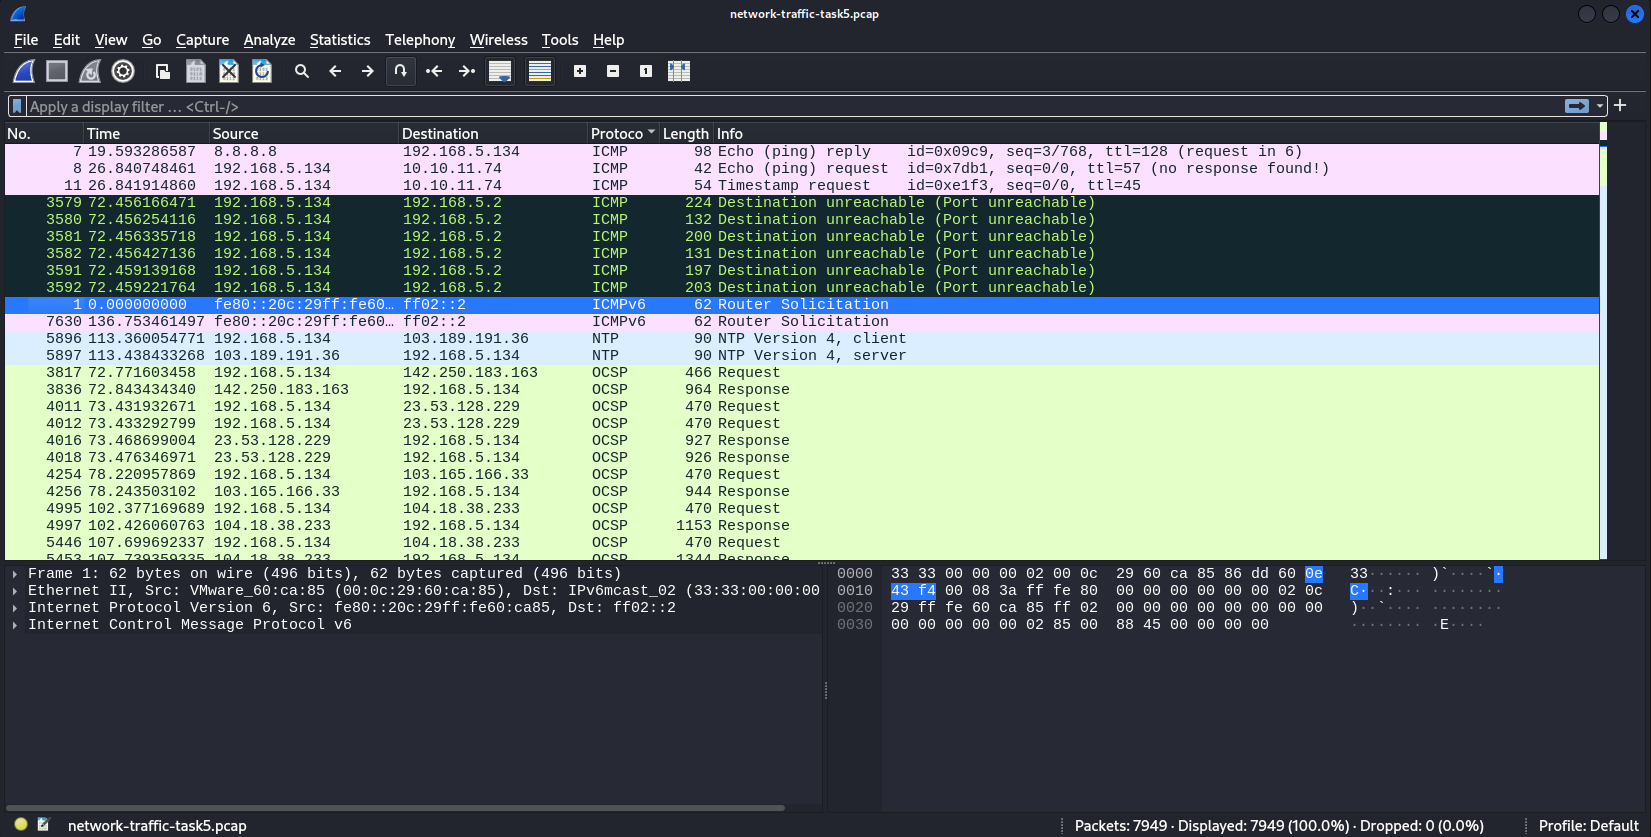 network-traffic-task5.pcap
File Edit View Go Capture Analyze Statistics Telephony Wireless Tools Help
Apply a display filter … <Ctrl-/>
No. Time Source Destination Protoco Length Info
7 19.593286587 8.8.8.8 192.168.5.134 ICMP 98 Echo (ping) reply id=0x09c9, seq=3/768, ttl=128 (request in 6)
8 26.840748461 192.168.5.134 10.10.11.74 ICMP 42 Echo (ping) request id=0x7db1, seq=0/0, ttl=57 (no response found!)
11 26.841914860 192.168.5.134 10.10.11.74 ICMP 54 Timestamp request id=0xe1f3, seq=0/0, ttl=45
3579 72.456166471 192.168.5.134 192.168.5.2 ICMP 224 Destination unreachable (Port unreachable)
3580 72.456254116 192.168.5.134 192.168.5.2 ICMP 132 Destination unreachable (Port unreachable)
3581 72.456335718 192.168.5.134 192.168.5.2 ICMP 200 Destination unreachable (Port unreachable)
3582 72.456427136 192.168.5.134 192.168.5.2 ICMP 131 Destination unreachable (Port unreachable)
3591 72.459139168 192.168.5.134 192.168.5.2 ICMP 197 Destination unreachable (Port unreachable)
3592 72.459221764 192.168.5.134 192.168.5.2 ICMP 203 Destination unreachable (Port unreachable)
1 0.000000000 fe80::20c:29ff:fe60… ff02::2 ICMPv6 62 Router Solicitation
7630 136.753461497 fe80::20c:29ff:fe60… ff02::2 ICMPv6 62 Router Solicitation
5896 113.360054771 192.168.5.134 103.189.191.36 NTP 90 NTP Version 4, client
5897 113.438433268 103.189.191.36 192.168.5.134 NTP 90 NTP Version 4, server
3817 72.771603458 192.168.5.134 142.250.183.163 OCSP 466 Request
3836 72.843434340 142.250.183.163 192.168.5.134 OCSP 964 Response
4011 73.431932671 192.168.5.134 23.53.128.229 OCSP 470 Request
4012 73.433292799 192.168.5.134 23.53.128.229 OCSP 470 Request
4016 73.468699004 23.53.128.229 192.168.5.134 OCSP 927 Response
4018 73.476346971 23.53.128.229 192.168.5.134 OCSP 926 Response
4254 78.220957869 192.168.5.134 103.165.166.33 OCSP 470 Request
4256 78.243503102 103.165.166.33 192.168.5.134 OCSP 944 Response
4995 102.377169689 192.168.5.134 104.18.38.233 OCSP 470 Request
4997 102.426060763 104.18.38.233 192.168.5.134 OCSP 1153 Response
5446 107.699692337 192.168.5.134 104.18.38.233 OCSP 470 Request
5453 107.739359335 104.18.38.233 192.168.5.134 OCSP 1344 Response
Frame 1: 62 bytes on wire (496 bits), 62 bytes captured (496 bits)
Ethernet II, Src: VMware_60:ca:85 (00:0c:29:60:ca:85), Dst: IPv6mcast_02 (33:33:00:00:00
Internet Protocol Version 6, Src: fe80::20c:29ff:fe60:ca85, Dst: ff02::2
Internet Control Message Protocol v6
0000 33 33 00 00 00 02 00 0c 29 60 ca 85 86 dd 60 0e 33······ )`····`·
0010 43 f4 00 08 3a ff fe 80 00 00 00 00 00 00 02 0c C···:··· ········
0020 29 ff fe 60 ca 85 ff 02 00 00 00 00 00 00 00 00 )··`···· ········
0030 00 00 00 00 00 02 85 00 88 45 00 00 00 00 ········ ·E····
network-traffic-task5.pcap
Packets: 7949 · Displayed: 7949 (100.0%) · Dropped: 0 (0.0%)
Profile: Default